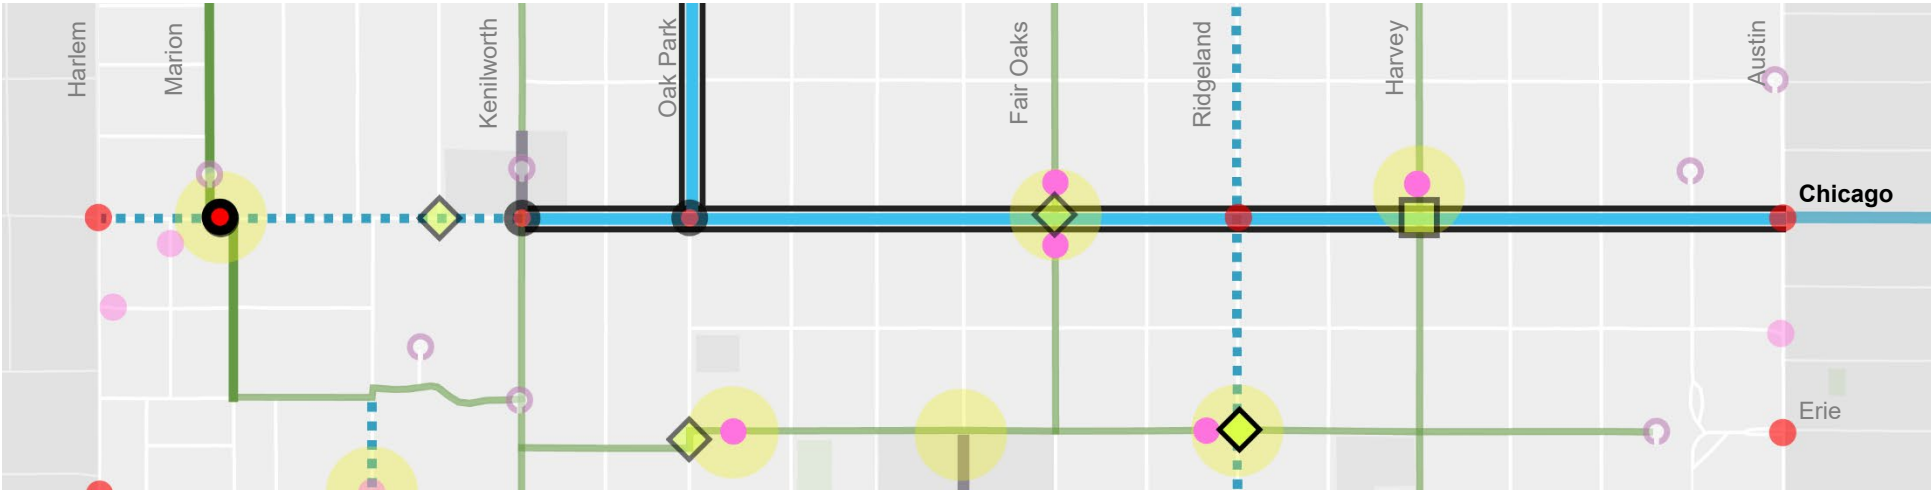 Harlem
Marion
Kenilworth
Oak Park
Fair Oaks
Ridgeland
Harvey
Austin
Chicago
Erie